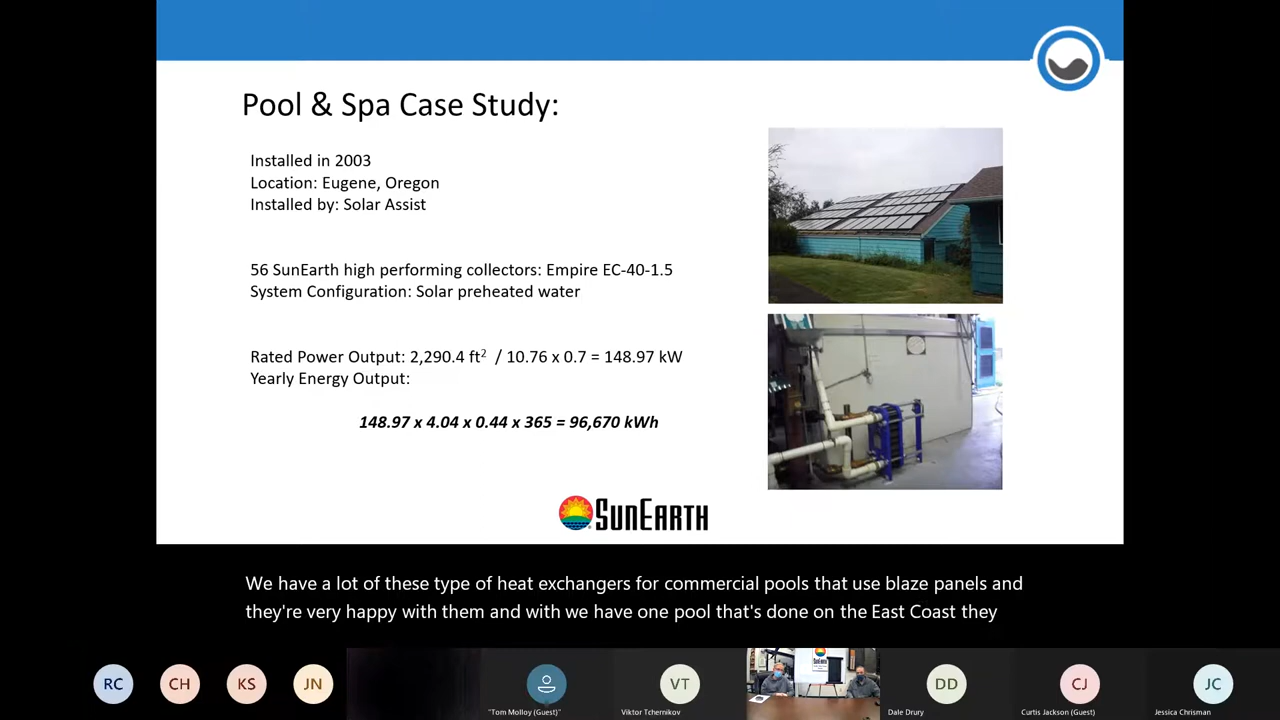 Pool & Spa Case Study:
Installed in 2003
Location: Eugene, Oregon
Installed by: Solar Assist
56 SunEarth high performing collectors: Empire EC-40-1.5
System Configuration: Solar preheated water
Rated Power Output: 2,290.4 ft² / 10.76 x 0.7 = 148.97 kW
Yearly Energy Output:
148.97 x 4.04 x 0.44 x 365 = 96,670 kWh
SUNEARTH
We have a lot of these type of heat exchangers for commercial pools that use blaze panels and
they're very happy with them and with we have one pool that's done on the East Coast they
RC
CH
KS
JN
"Tom Molloy (Guest)"
VT
Viktor Tchernikov
SUNEARTH
DD
Dale Drury
CJ
Curtis Jackson (Guest)
JC
Jessica Chrisman